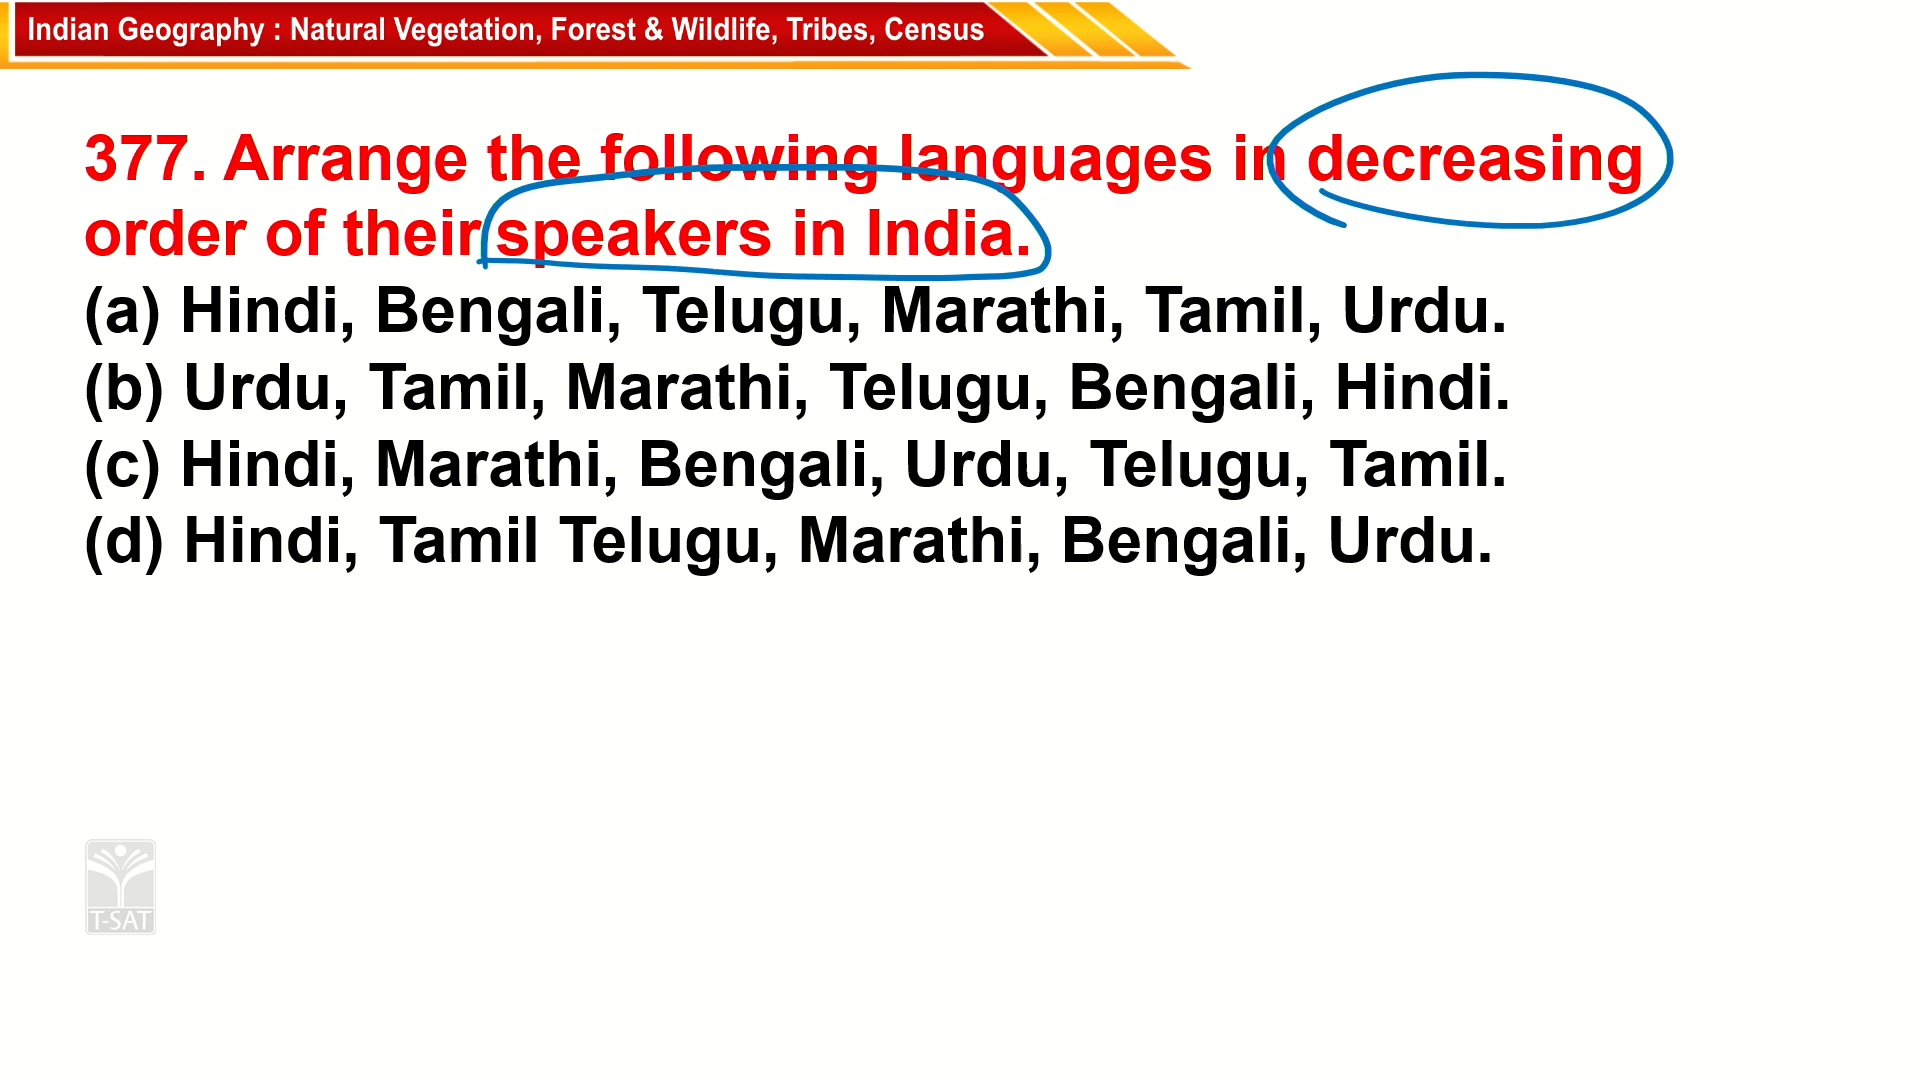 Indian Geography : Natural Vegetation, Forest & Wildlife, Tribes, Census
377. Arrange the following languages in decreasing
order of their speakers in India.
(a) Hindi, Bengali, Telugu, Marathi, Tamil, Urdu.
(b) Urdu, Tamil, Marathi, Telugu, Bengali, Hindi.
(c) Hindi, Marathi, Bengali, Urdu, Telugu, Tamil.
(d) Hindi, Tamil Telugu, Marathi, Bengali, Urdu.
T-SAT